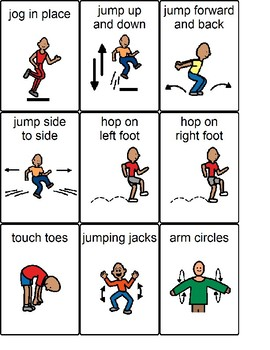 jog in place
jump up
and down
jump forward
and back
jump side
to side
hop on
left foot
hop on
right foot
touch toes
jumping jacks
arm circles